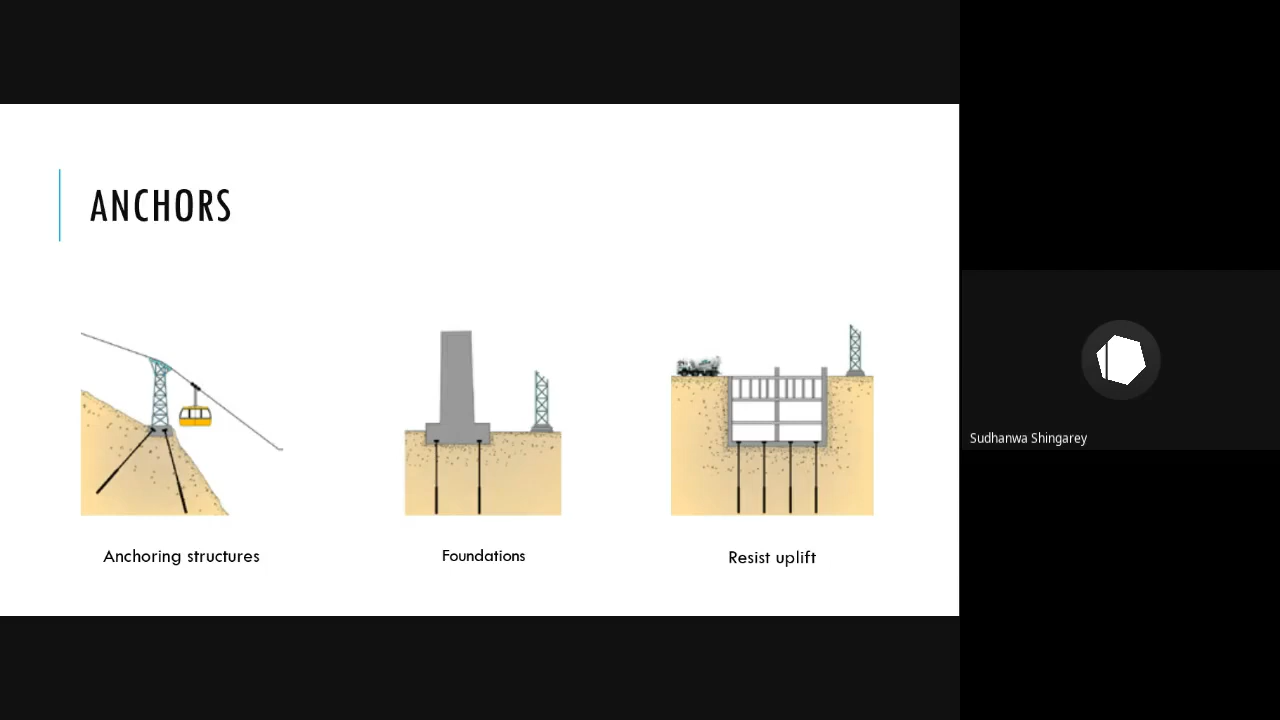 ANCHORS
Anchoring structures
Foundations
Resist uplift
Sudhanwa Shingarey